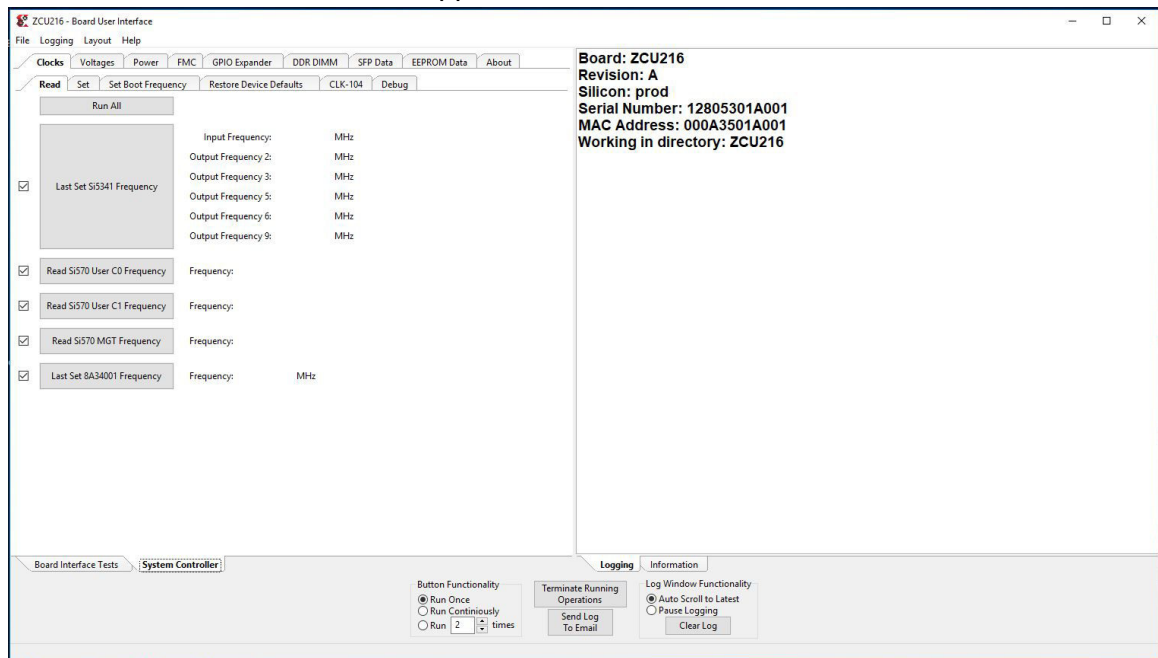 ZCU216 - Board User Interface
File Logging Layout Help
Clocks Voltages Power FMC GPIO Expander DDR DIMM SFP Data EEPROM Data About
Read Set Set Boot Frequency Restore Device Defaults CLK-104 Debug
Run All
Last Set Si5341 Frequency
Input Frequency: MHz
Output Frequency 2: MHz
Output Frequency 3: MHz
Output Frequency 5: MHz
Output Frequency 6: MHz
Output Frequency 9: MHz
Read Si570 User C0 Frequency Frequency:
Read Si570 User C1 Frequency Frequency:
Read Si570 MGT Frequency Frequency:
Last Set 8A34001 Frequency Frequency: MHz
Board Interface Tests System Controller
Board: ZCU216
Revision: A
Silicon: prod
Serial Number: 12805301A001
MAC Address: 000A3501A001
Working in directory: ZCU216
Logging Information
Button Functionality
Run Once
Run Continiously
Run 2 times
Terminate Running
Operations
Send Log
To Email
Log Window Functionality
Auto Scroll to Latest
Pause Logging
Clear Log